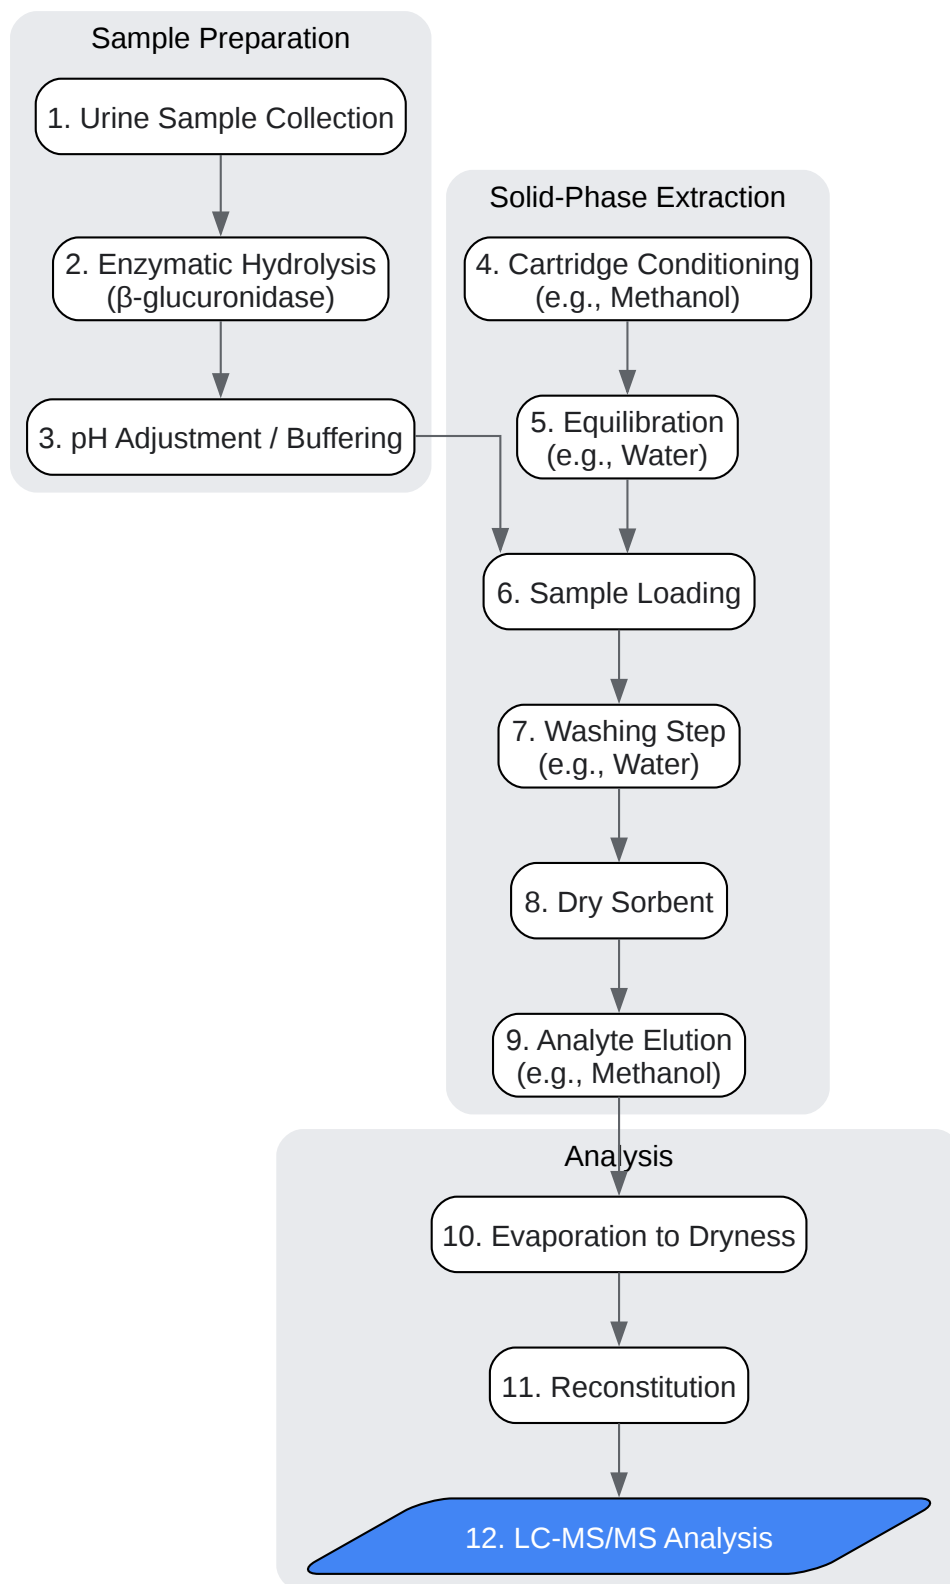 Sample Preparation
1. Urine Sample Collection
2. Enzymatic Hydrolysis
(β-glucuronidase)
3. pH Adjustment / Buffering
Solid-Phase Extraction
4. Cartridge Conditioning
(e.g., Methanol)
5. Equilibration
(e.g., Water)
6. Sample Loading
7. Washing Step
(e.g., Water)
8. Dry Sorbent
9. Analyte Elution
(e.g., Methanol)
Analysis
10. Evaporation to Dryness
11. Reconstitution
12. LC-MS/MS Analysis